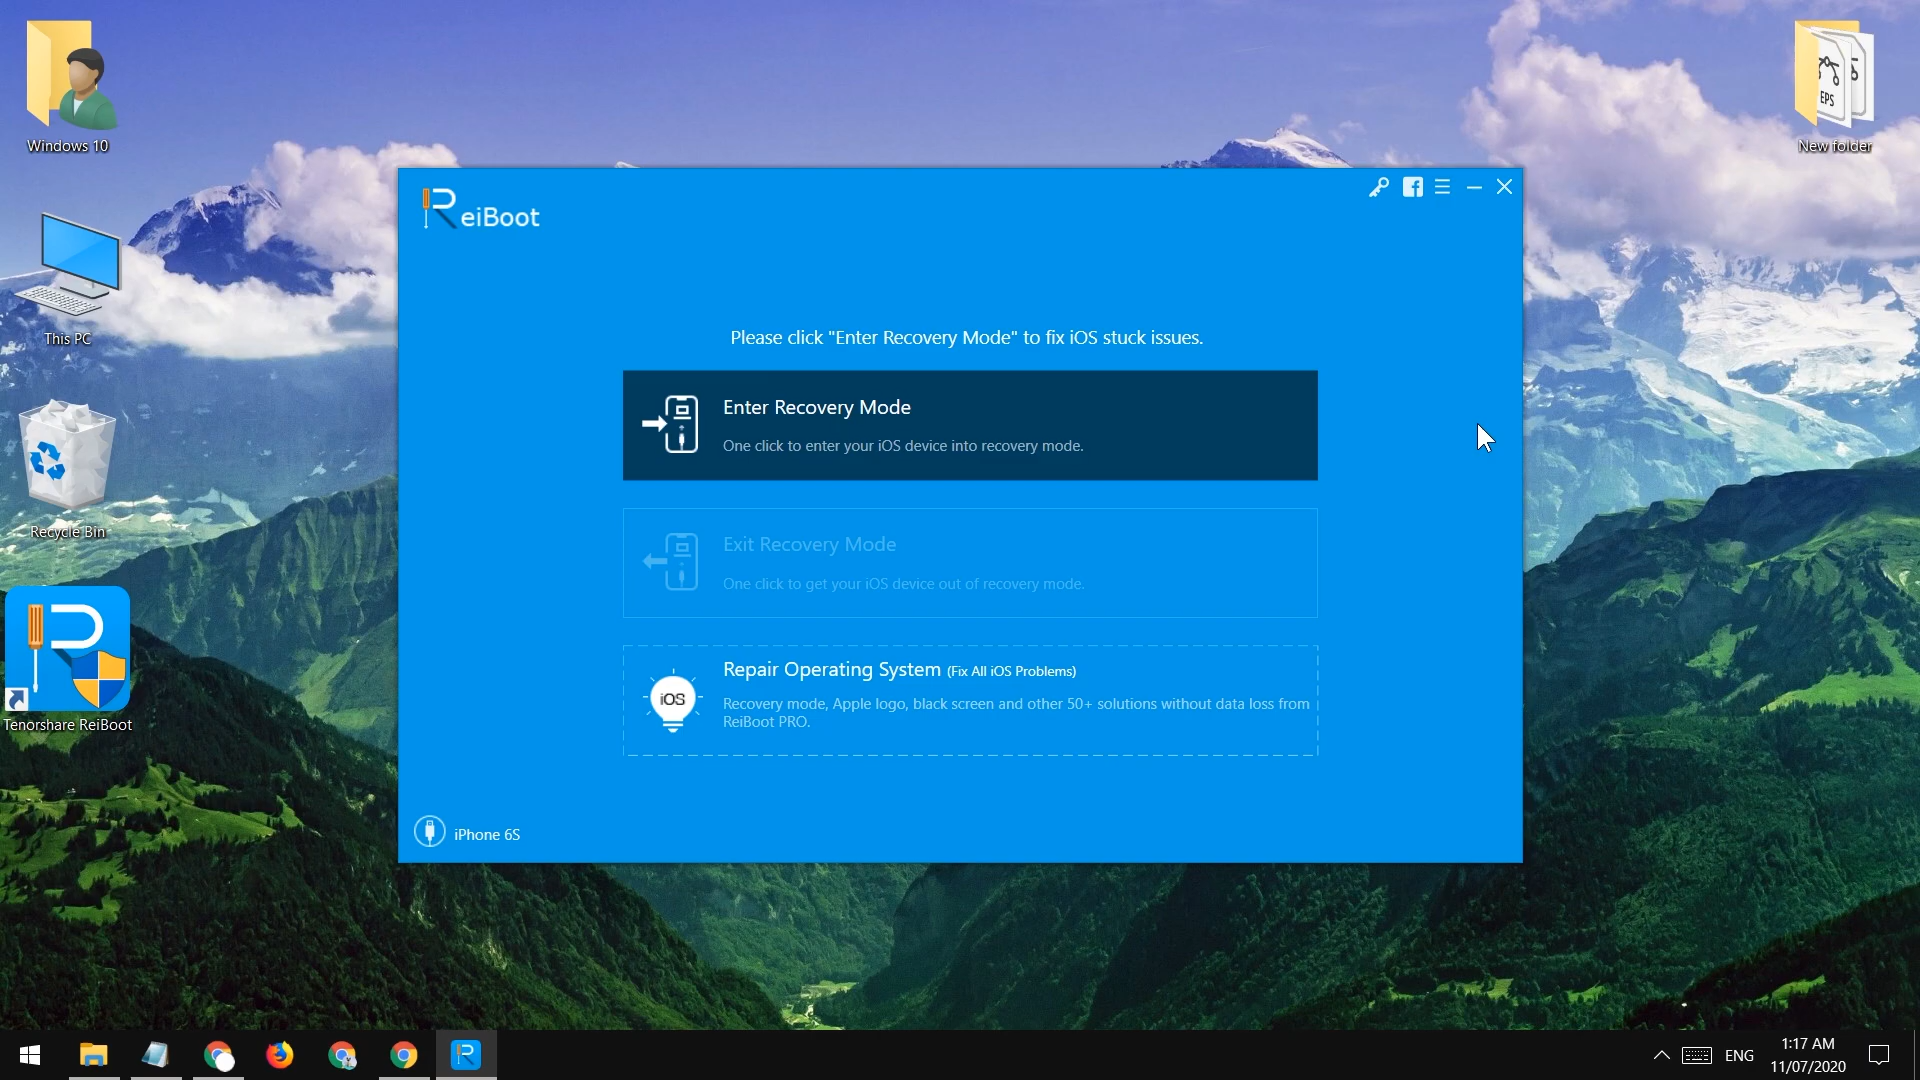 Windows 10
EPS
New folder
This PC
Recycle Bin
Tenorshare ReiBoot
ReiBoot
Please click "Enter Recovery Mode" to fix iOS stuck issues.
Enter Recovery Mode
One click to enter your iOS device into recovery mode.
Exit Recovery Mode
One click to get your iOS device out of recovery mode.
iOS
Repair Operating System (Fix All iOS Problems)
Recovery mode, Apple logo, black screen and other 50+ solutions without data loss from
ReiBoot PRO.
iPhone 6S
ENG
1:17 AM
11/07/2020